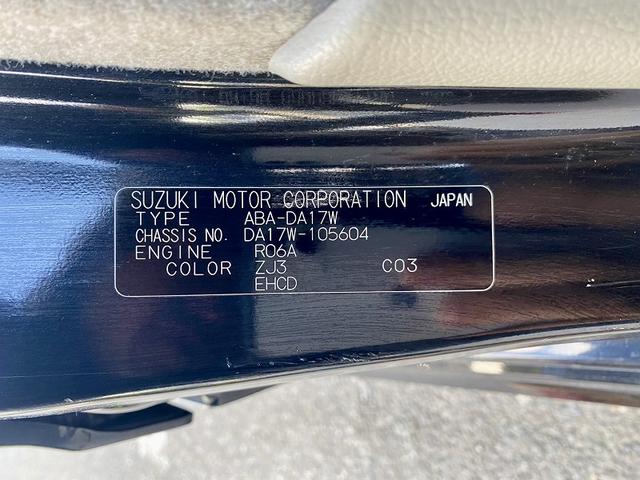 SUZUKI MOTOR CORPORATION JAPAN
TYPE ABA-DA17W
CHASSIS NO. DA17W-105604
ENGINE R06A
COLOR ZJ3 C03
EHCD